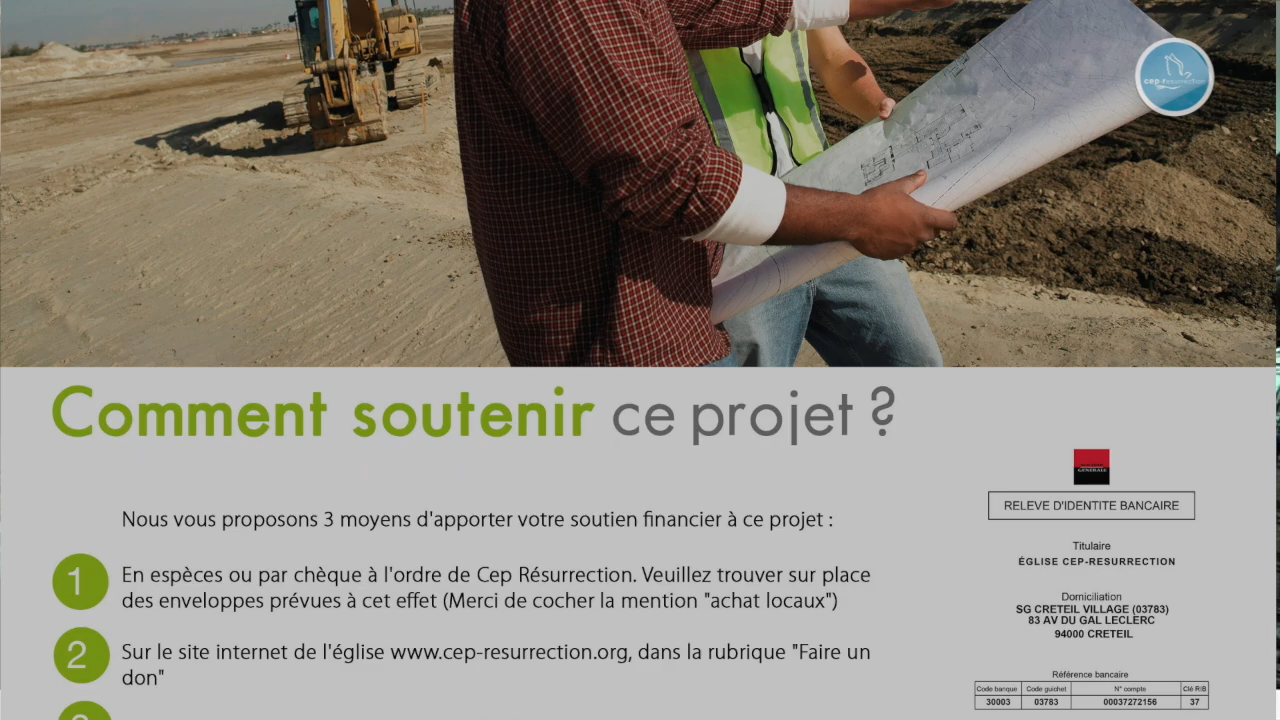 cep-résurrection
Comment soutenir ce projet ?
Nous vous proposons 3 moyens d'apporter votre soutien financier à ce projet :
1
En espèces ou par chèque à l'ordre de Cep Résurrection. Veuillez trouver sur place
des enveloppes prévues à cet effet (Merci de cocher la mention "achat locaux")
2
Sur le site internet de l'église www.cep-resurrection.org, dans la rubrique "Faire un
don"
GENERALE
RELEVE D'IDENTITE BANCAIRE
Titulaire
ÉGLISE CEP-RESURRECTION
Domiciliation
SG CRETEIL VILLAGE (03783)
83 AV DU GAL LECLERC
94000 CRETEIL
Référence bancaire
Code banque Code guichet N° compte Clé RIB
30003 03783 00037272156 37